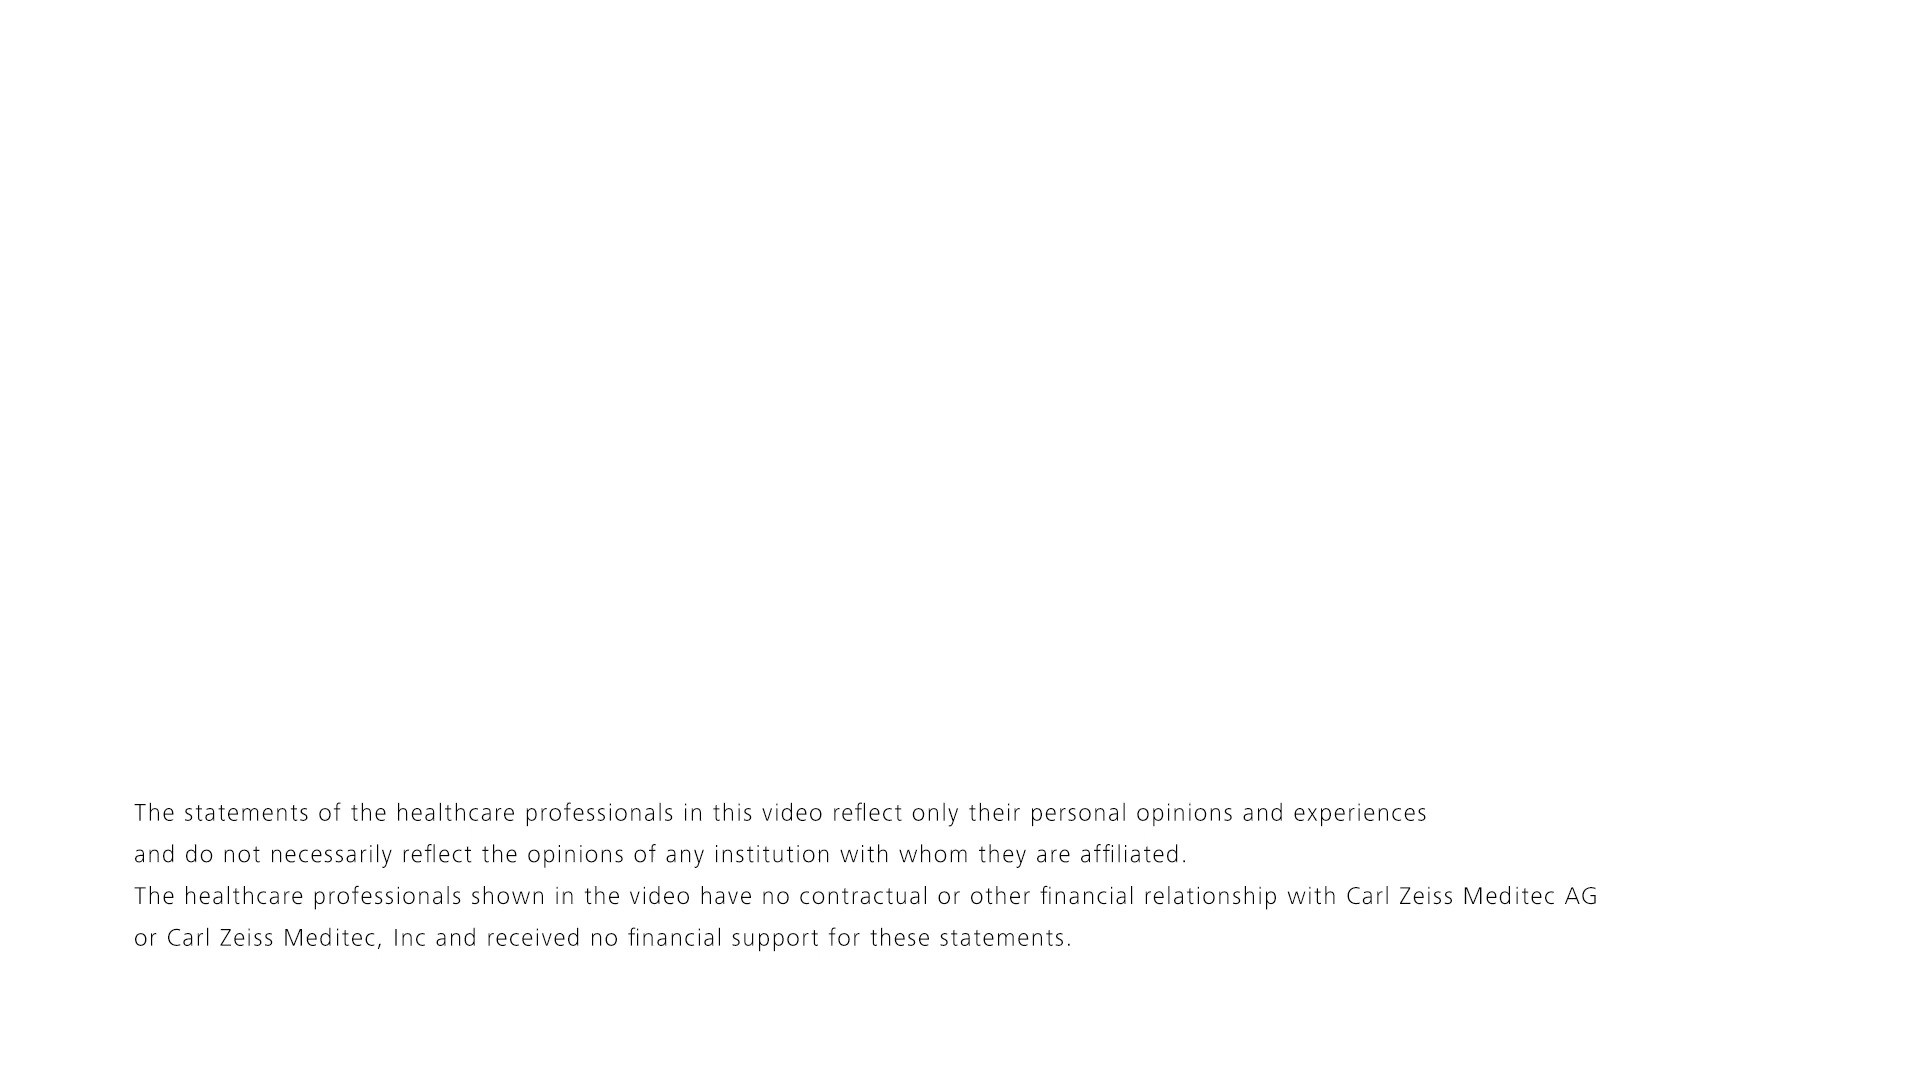 The statements of the healthcare professionals in this video reflect only their personal opinions and experiences
and do not necessarily reflect the opinions of any institution with whom they are affiliated.
The healthcare professionals shown in the video have no contractual or other financial relationship with Carl Zeiss Meditec AG
or Carl Zeiss Meditec, Inc and received no financial support for these statements.